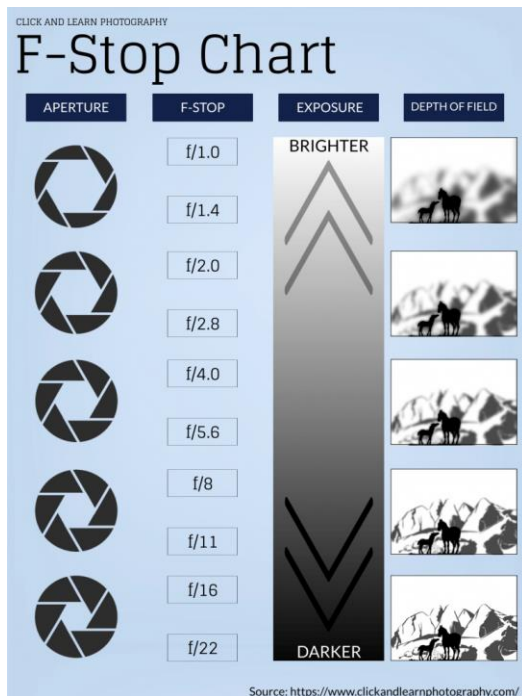 CLICK AND LEARN PHOTOGRAPHY
F-Stop Chart
APERTURE
F-STOP
EXPOSURE
DEPTH OF FIELD
f/1.0
f/1.4
f/2.0
f/2.8
f/4.0
f/5.6
f/8
f/11
f/16
f/22
BRIGHTER
DARKER
Source: https://www.clickandlearnphotography.com/